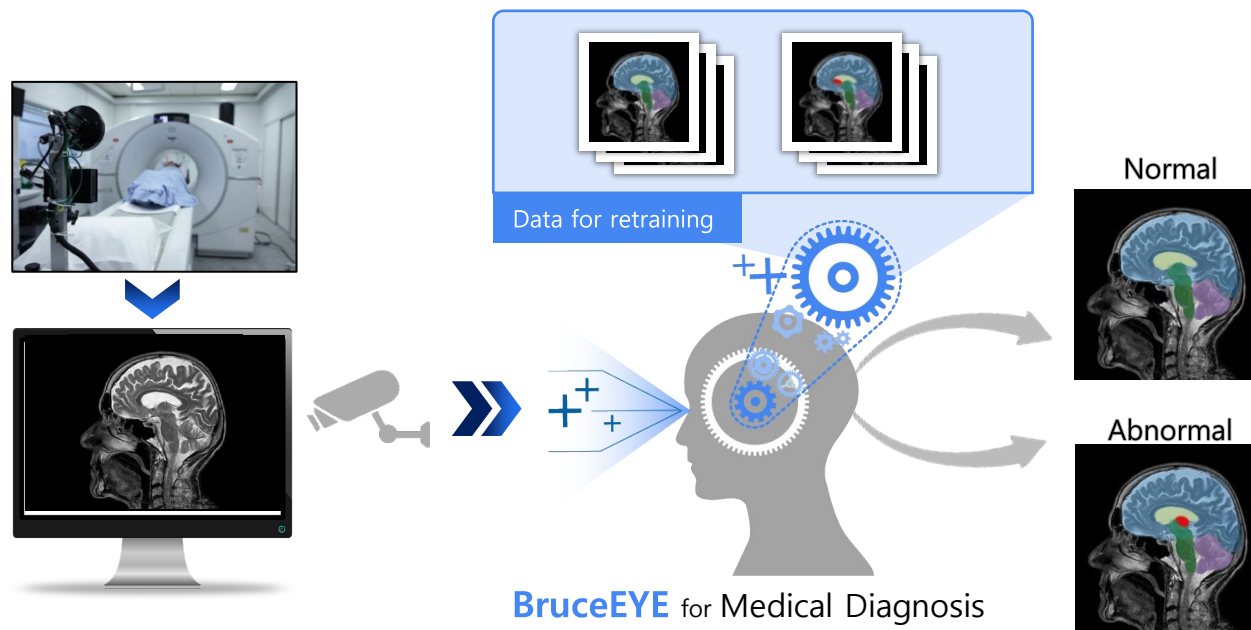 Data for retraining
Normal
Abnormal
BruceEYE for Medical Diagnosis